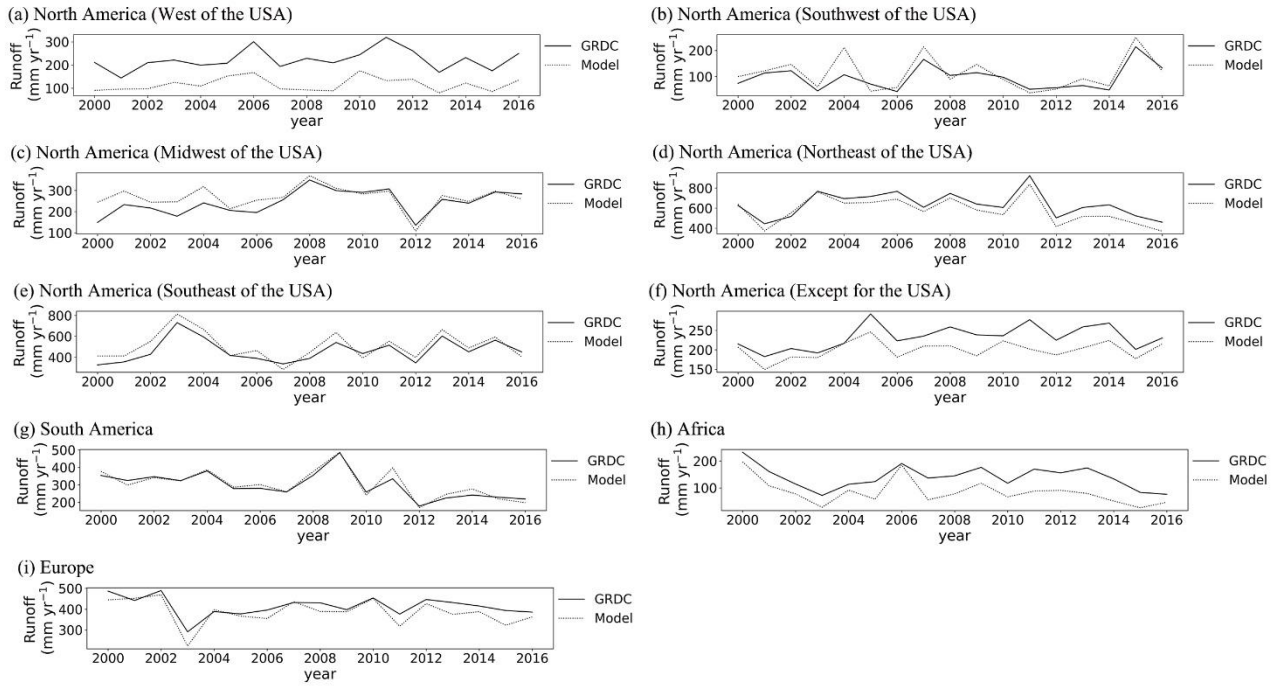 (a) North America (West of the USA)
Runoff
(mm yr⁻¹)
300
200
100
2000 2002 2004 2006 2008 2010 2012 2014 2016
year
GRDC
Model
(b) North America (Southwest of the USA)
Runoff
(mm yr⁻¹)
200
100
2000 2002 2004 2006 2008 2010 2012 2014 2016
year
GRDC
Model
(c) North America (Midwest of the USA)
Runoff
(mm yr⁻¹)
300
200
100
2000 2002 2004 2006 2008 2010 2012 2014 2016
year
GRDC
Model
(d) North America (Northeast of the USA)
Runoff
(mm yr⁻¹)
800
600
400
2000 2002 2004 2006 2008 2010 2012 2014 2016
year
GRDC
Model
(e) North America (Southeast of the USA)
Runoff
(mm yr⁻¹)
800
600
400
2000 2002 2004 2006 2008 2010 2012 2014 2016
year
GRDC
Model
(f) North America (Except for the USA)
Runoff
(mm yr⁻¹)
250
200
150
2000 2002 2004 2006 2008 2010 2012 2014 2016
year
GRDC
Model
(g) South America
Runoff
(mm yr⁻¹)
500
400
300
200
2000 2002 2004 2006 2008 2010 2012 2014 2016
year
GRDC
Model
(h) Africa
Runoff
(mm yr⁻¹)
200
100
2000 2002 2004 2006 2008 2010 2012 2014 2016
year
GRDC
Model
(i) Europe
Runoff
(mm yr⁻¹)
500
400
300
2000 2002 2004 2006 2008 2010 2012 2014 2016
year
GRDC
Model